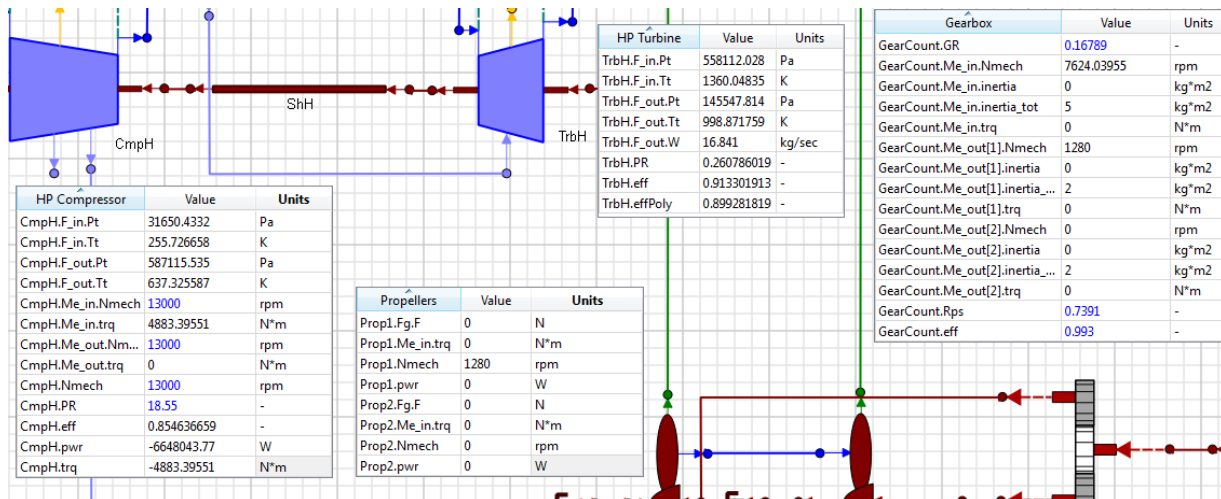 ShH
CmpH
TrbH
HP Turbine Value Units
TrbH.F_in.Pt 558112.028 Pa
TrbH.F_in.Tt 1360.04835 K
TrbH.F_out.Pt 145547.814 Pa
TrbH.F_out.Tt 998.871759 K
TrbH.F_out.W 16.841 kg/sec
TrbH.PR 0.260786019 -
TrbH.eff 0.913301913 -
TrbH.effPoly 0.899281819 -
Gearbox Value Units
GearCount.GR 0.16789 -
GearCount.Me_in.Nmech 7624.03955 rpm
GearCount.Me_in.inertia 0 kg*m2
GearCount.Me_in.inertia_tot 5 kg*m2
GearCount.Me_in.trq 0 N*m
GearCount.Me_out[1].Nmech 1280 rpm
GearCount.Me_out[1].inertia 0 kg*m2
GearCount.Me_out[1].inertia_... 2 kg*m2
GearCount.Me_out[1].trq 0 N*m
GearCount.Me_out[2].Nmech 0 rpm
GearCount.Me_out[2].inertia 0 kg*m2
GearCount.Me_out[2].inertia_... 2 kg*m2
GearCount.Me_out[2].trq 0 N*m
GearCount.Rps 0.7391 -
GearCount.eff 0.993 -
HP Compressor Value Units
CmpH.F_in.Pt 31650.4332 Pa
CmpH.F_in.Tt 255.726658 K
CmpH.F_out.Pt 587115.535 Pa
CmpH.F_out.Tt 637.325587 K
CmpH.Me_in.Nmech 13000 rpm
CmpH.Me_in.trq 4883.39551 N*m
CmpH.Me_out.Nm... 13000 rpm
CmpH.Me_out.trq 0 N*m
CmpH.Nmech 13000 rpm
CmpH.PR 18.55 -
CmpH.eff 0.854636659 -
CmpH.pwr -6648043.77 W
CmpH.trq -4883.39551 N*m
Propellers Value Units
Prop1.Fg.F 0 N
Prop1.Me_in.trq 0 N*m
Prop1.Nmech 1280 rpm
Prop1.pwr 0 W
Prop2.Fg.F 0 N
Prop2.Me_in.trq 0 N*m
Prop2.Nmech 0 rpm
Prop2.pwr 0 W